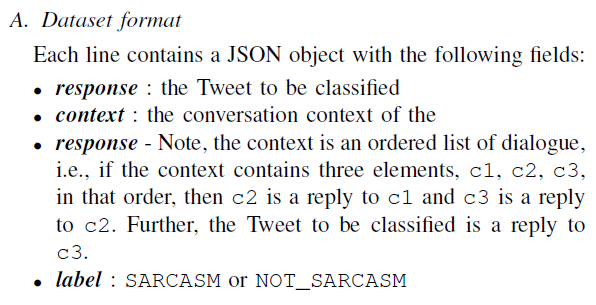 A. Dataset format
Each line contains a JSON object with the following fields:
• response : the Tweet to be classified
• context : the conversation context of the
• response - Note, the context is an ordered list of dialogue,
i.e., if the context contains three elements, c1, c2, c3,
in that order, then c2 is a reply to c1 and c3 is a reply
to c2. Further, the Tweet to be classified is a reply to
c3.
• label : SARCASM or NOT_SARCASM